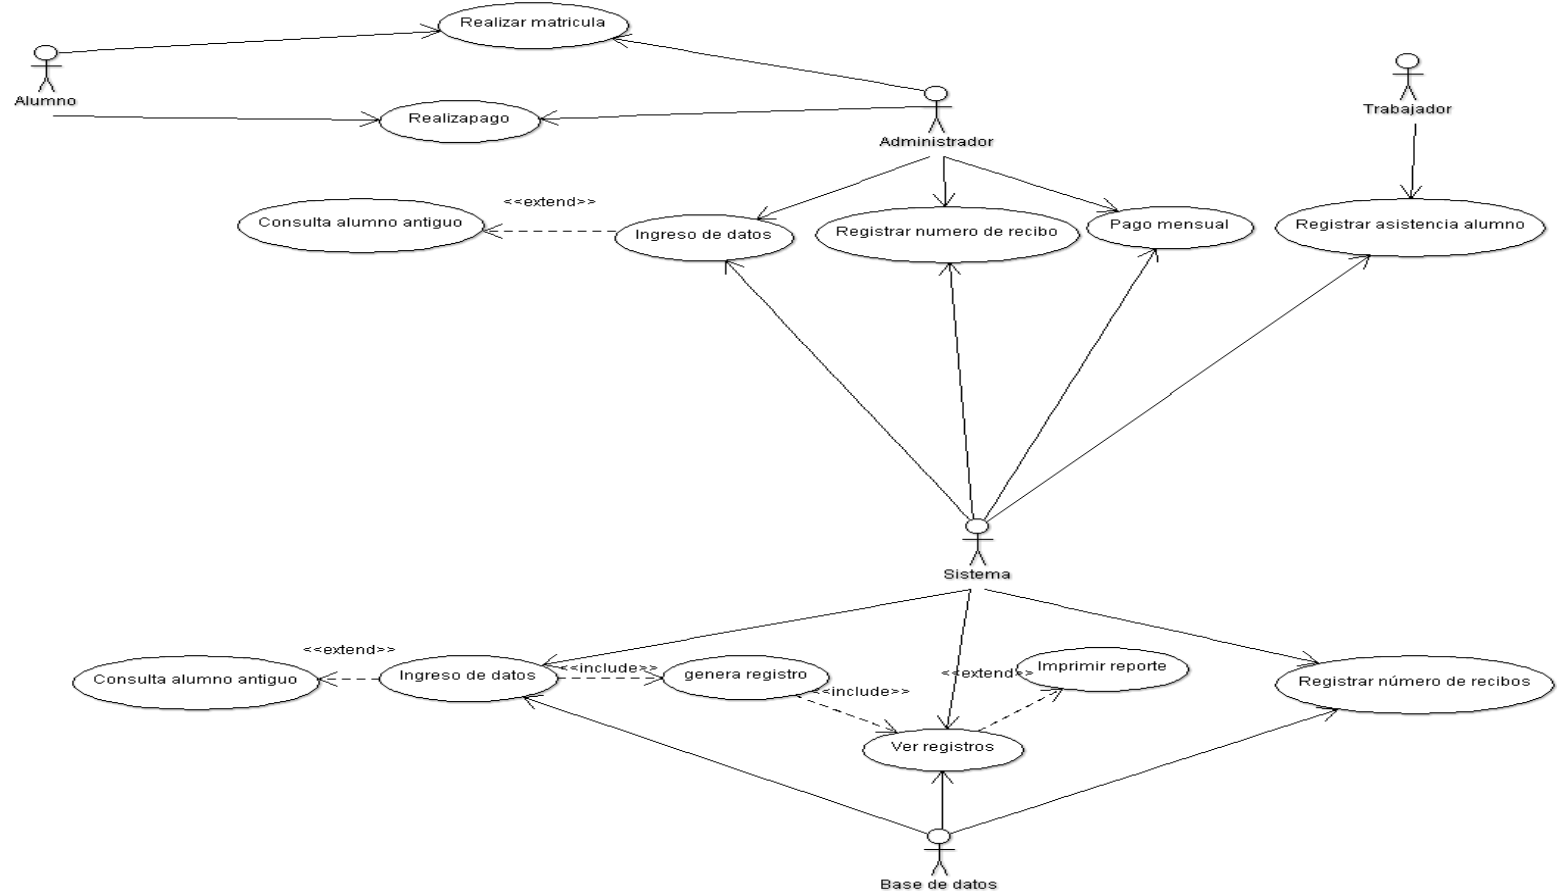 Realizar matricula
Alumno
Realizapago
Administrador
Trabajador
<<extend>>
Consulta alumno antiguo
Ingreso de datos
Registrar numero de recibo
Pago mensual
Registrar asistencia alumno
Sistema
<<extend>>
Consulta alumno antiguo
Ingreso de datos
<<include>>
genera registro
<<include>>
<<extend>>
Imprimir reporte
Registrar número de recibos
Ver registros
Base de datos